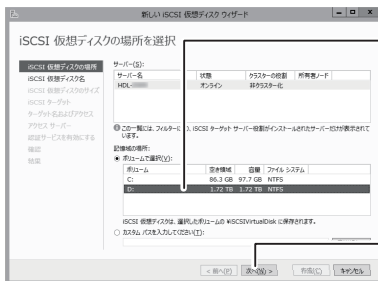 新しい iSCSI 仮想ディスク ウィザード
iSCSI 仮想ディスクの場所を選択
iSCSI 仮想ディスクの場所
iSCSI 仮想ディスク名
iSCSI 仮想ディスクのサイズ
iSCSI ターゲット
ターゲット名およびアクセス
アクセス サーバー
認証サービスを有効にする
確認
結果
サーバー(S):
サーバー名 状態 クラスターの役割 所有者ノード
HDL- オンライン 非クラスター化
この一覧には、フィルターに iSCSI ターゲット サーバー役割がインストールされたサーバーだけが表示されて
います。
記憶域の場所:
ボリュームで選択(V):
ボリューム 空き領域 容量 ファイル システム
C: 86.3 GB 97.7 GB NTFS
D: 1.72 TB 1.72 TB NTFS
iSCSI 仮想ディスクは、選択したボリュームの ¥iSCSIVirtualDisk に保存されます。
カスタム パスを入力してください(T):
< 前へ(P) 次へ(N) > 作成(C) キャンセル